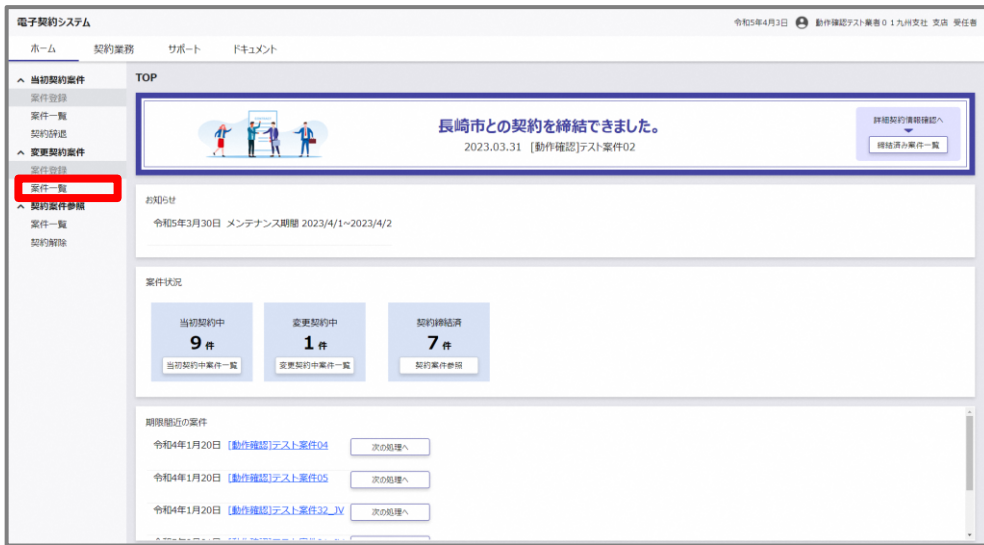 電子契約システム
令和5年4月3日 動作確認テスト業者01九州支社 支店 受任者
ホーム 契約業務 サポート ドキュメント
当初契約案件
案件登録
案件一覧
契約辞退
変更契約案件
案件登録
案件一覧
契約案件参照
案件一覧
契約解除
TOP
長崎市との契約を締結できました。
2023.03.31 [動作確認]テスト案件02
詳細契約情報確認へ
締結済み案件一覧
お知らせ
令和5年3月30日 メンテナンス期間 2023/4/1~2023/4/2
案件状況
当初契約中
9 件
当初契約中案件一覧
変更契約中
1 件
変更契約中案件一覧
契約締結済
7 件
契約案件参照
期限間近の案件
令和4年1月20日 [動作確認]テスト案件04 次の処理へ
令和4年1月20日 [動作確認]テスト案件05 次の処理へ
令和4年1月20日 [動作確認]テスト案件32_JV 次の処理へ